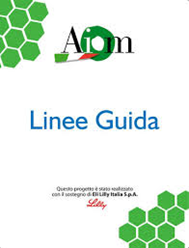 Aiom
Linee Guida
Questo progetto è stato realizzato
con il sostegno di Eli Lilly Italia S.p.A.
Lilly